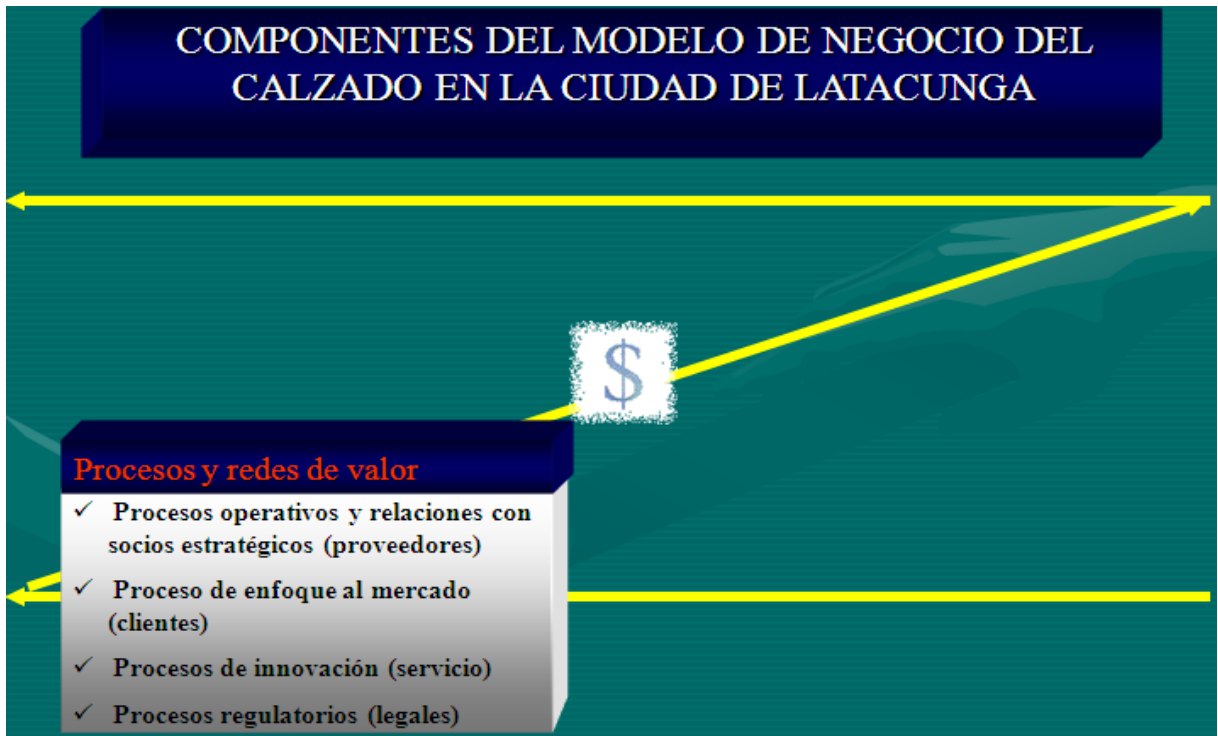 COMPONENTES DEL MODELO DE NEGOCIO DEL
CALZADO EN LA CIUDAD DE LATACUNGA
$
Procesos y redes de valor
✓ Procesos operativos y relaciones con
socios estratégicos (proveedores)
✓ Proceso de enfoque al mercado
(clientes)
✓ Procesos de innovación (servicio)
✓ Procesos regulatorios (legales)